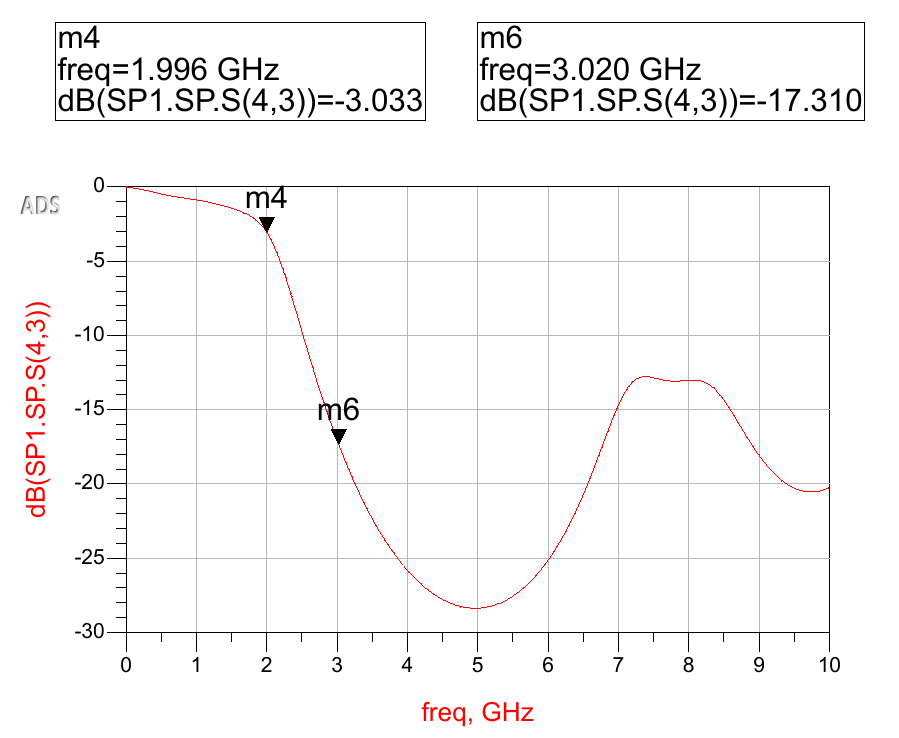 m4
freq=1.996 GHz
dB(SP1.SP.S(4,3))=-3.033
m6
freq=3.020 GHz
dB(SP1.SP.S(4,3))=-17.310
ADS
dB(SP1.SP.S(4,3))
0
-5
-10
-15
-20
-25
-30
m4
m6
0 1 2 3 4 5 6 7 8 9 10
freq, GHz